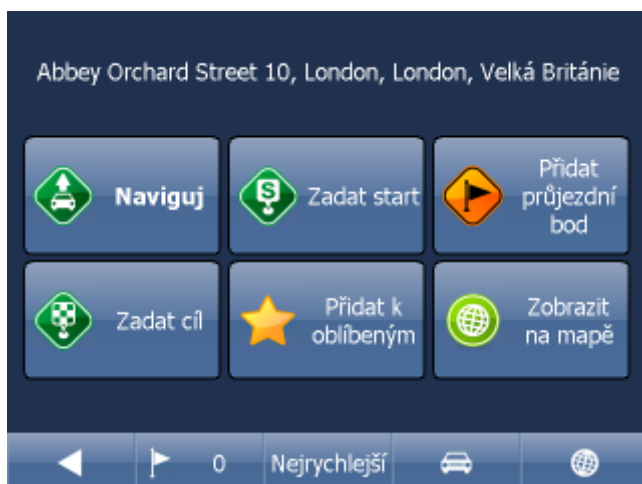 Abbey Orchard Street 10, London, London, Velká Británie
Naviguj
Zadat start
Přidat
průjezdní
bod
Zadat cíl
Přidat k
oblíbeným
Zobrazit
na mapě
0
Nejrychlejší